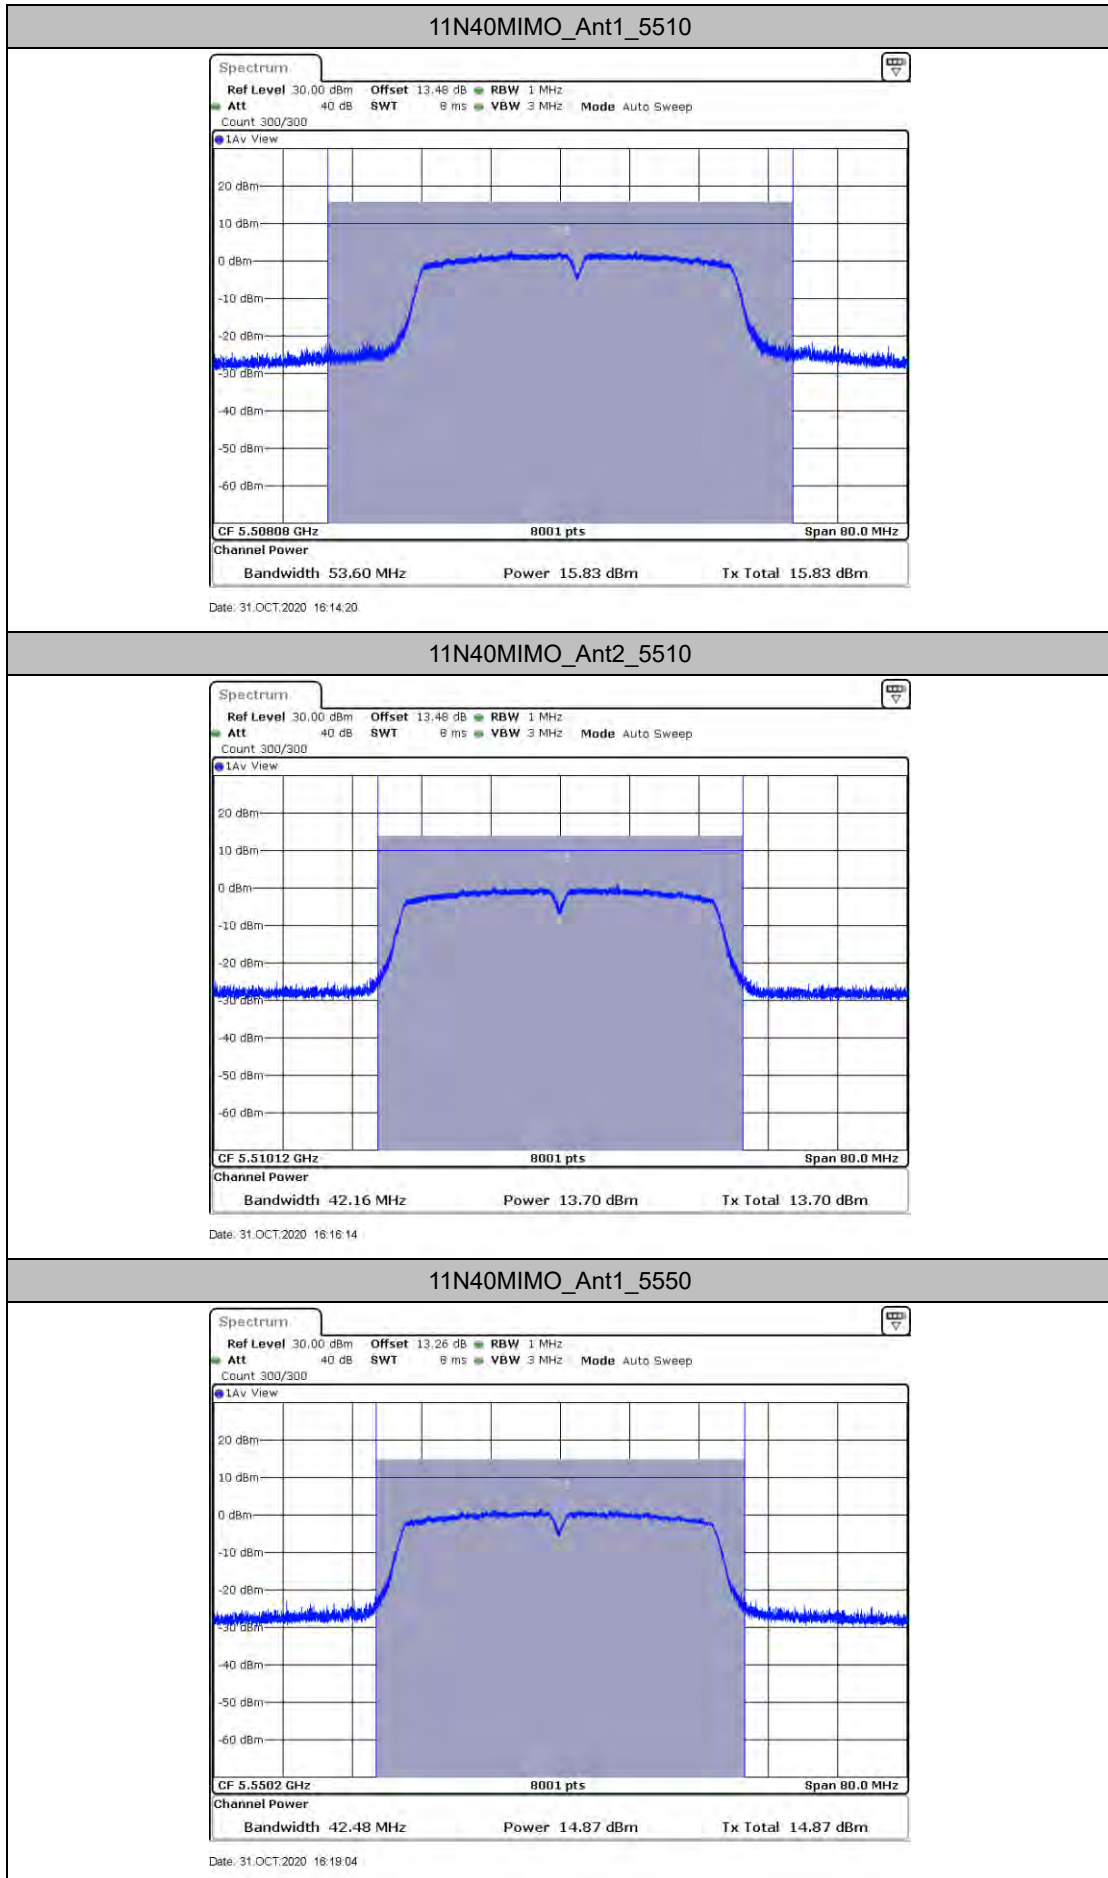 11N40MIMO_Ant1_5510
Spectrum
Ref Level 30.00 dBm Offset 13.48 dB RBW 1 MHz
Att 40 dB SWT 8 ms VBW 3 MHz Mode Auto Sweep
Count 300/300
1Av View
20 dBm
10 dBm
0 dBm
-10 dBm
-20 dBm
-30 dBm
-40 dBm
-50 dBm
-60 dBm
CF 5.50808 GHz 8001 pts Span 80.0 MHz
Channel Power
Bandwidth 53.60 MHz Power 15.83 dBm Tx Total 15.83 dBm
Date: 31.OCT.2020 16:14:20
11N40MIMO_Ant2_5510
Spectrum
Ref Level 30.00 dBm Offset 13.48 dB RBW 1 MHz
Att 40 dB SWT 8 ms VBW 3 MHz Mode Auto Sweep
Count 300/300
1Av View
20 dBm
10 dBm
0 dBm
-10 dBm
-20 dBm
-30 dBm
-40 dBm
-50 dBm
-60 dBm
CF 5.51012 GHz 8001 pts Span 80.0 MHz
Channel Power
Bandwidth 42.16 MHz Power 13.70 dBm Tx Total 13.70 dBm
Date: 31.OCT.2020 16:16:14
11N40MIMO_Ant1_5550
Spectrum
Ref Level 30.00 dBm Offset 13.26 dB RBW 1 MHz
Att 40 dB SWT 8 ms VBW 3 MHz Mode Auto Sweep
Count 300/300
1Av View
20 dBm
10 dBm
0 dBm
-10 dBm
-20 dBm
-30 dBm
-40 dBm
-50 dBm
-60 dBm
CF 5.5502 GHz 8001 pts Span 80.0 MHz
Channel Power
Bandwidth 42.48 MHz Power 14.87 dBm Tx Total 14.87 dBm
Date: 31.OCT.2020 16:19:04